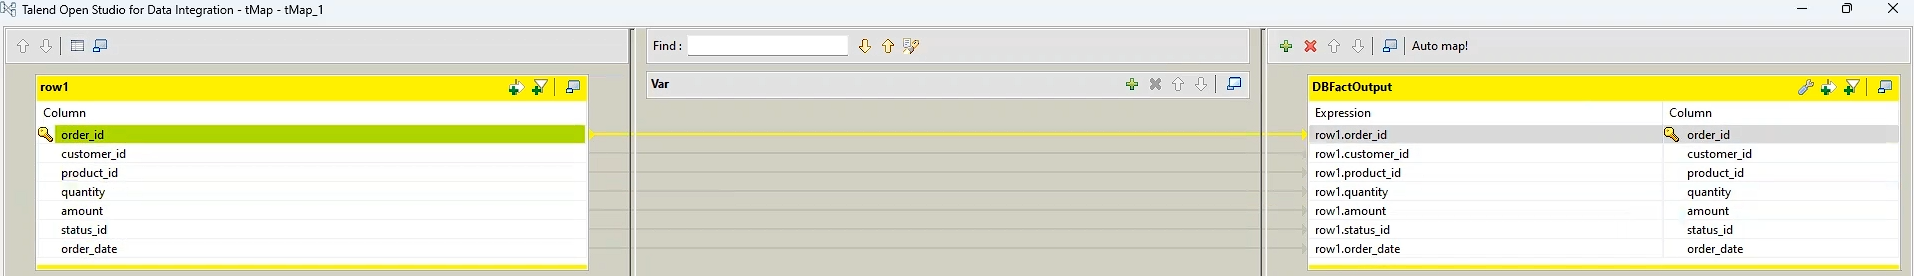 Talend Open Studio for Data Integration - tMap - tMap_1
Find :
Auto map!
row1
Column
order_id
customer_id
product_id
quantity
amount
status_id
order_date
Var
DBFactOutput
Expression Column
row1.order_id order_id
row1.customer_id customer_id
row1.product_id product_id
row1.quantity quantity
row1.amount amount
row1.status_id status_id
row1.order_date order_date